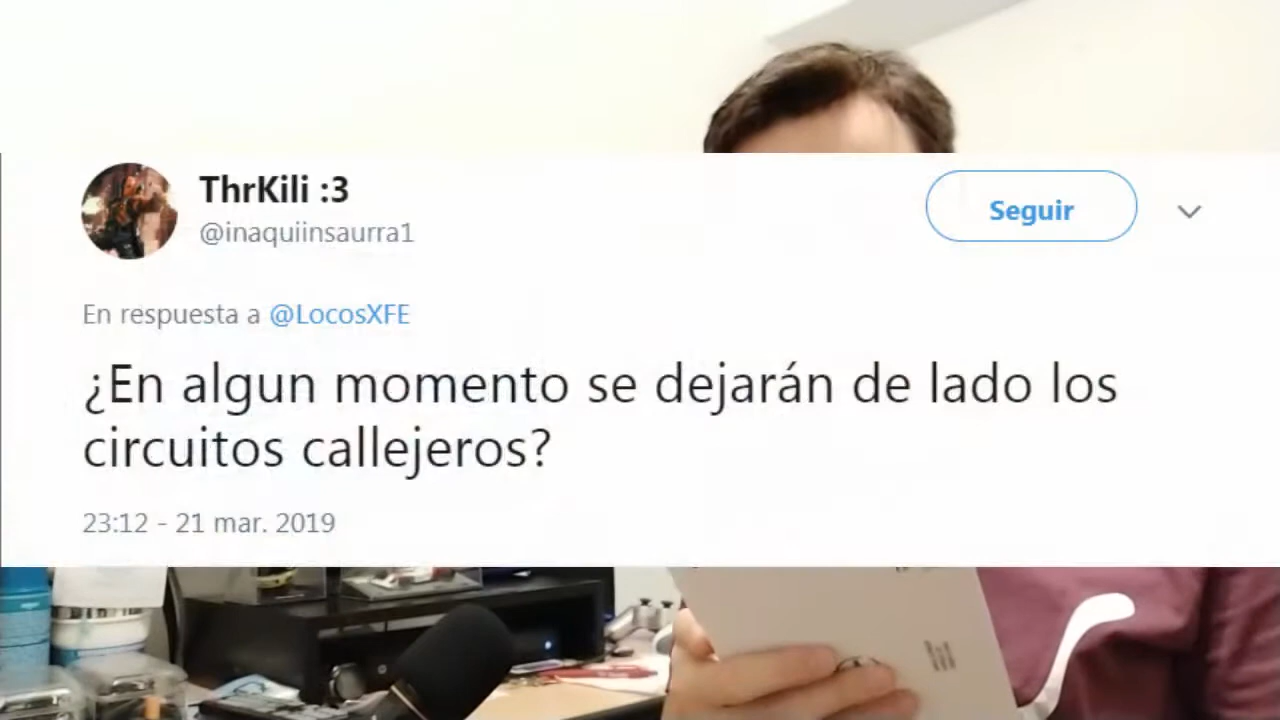 ThrKili :3
@inaquiinsaurra1
Seguir
En respuesta a @LocosXFE
¿En algun momento se dejarán de lado los
circuitos callejeros?
23:12 - 21 mar. 2019